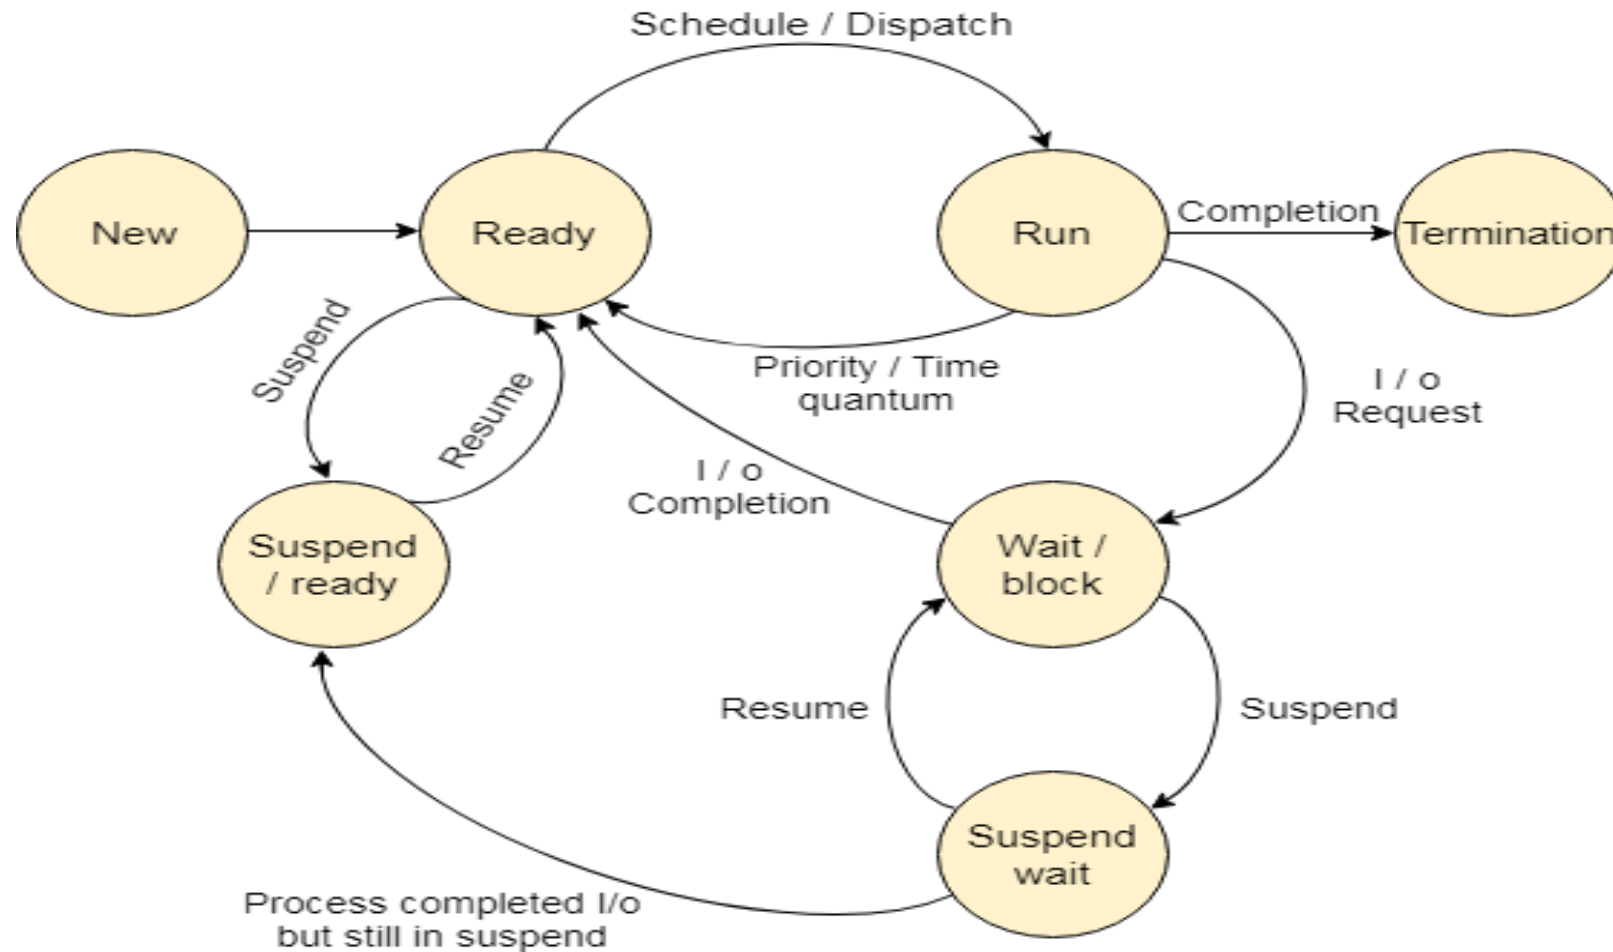 Schedule / Dispatch
New
Ready
Run
Completion
Termination
Suspend
Resume
Priority / Time
quantum
I / o
Request
I / o
Completion
Suspend
/ ready
Wait /
block
Resume
Suspend
Suspend
wait
Process completed I/o
but still in suspend